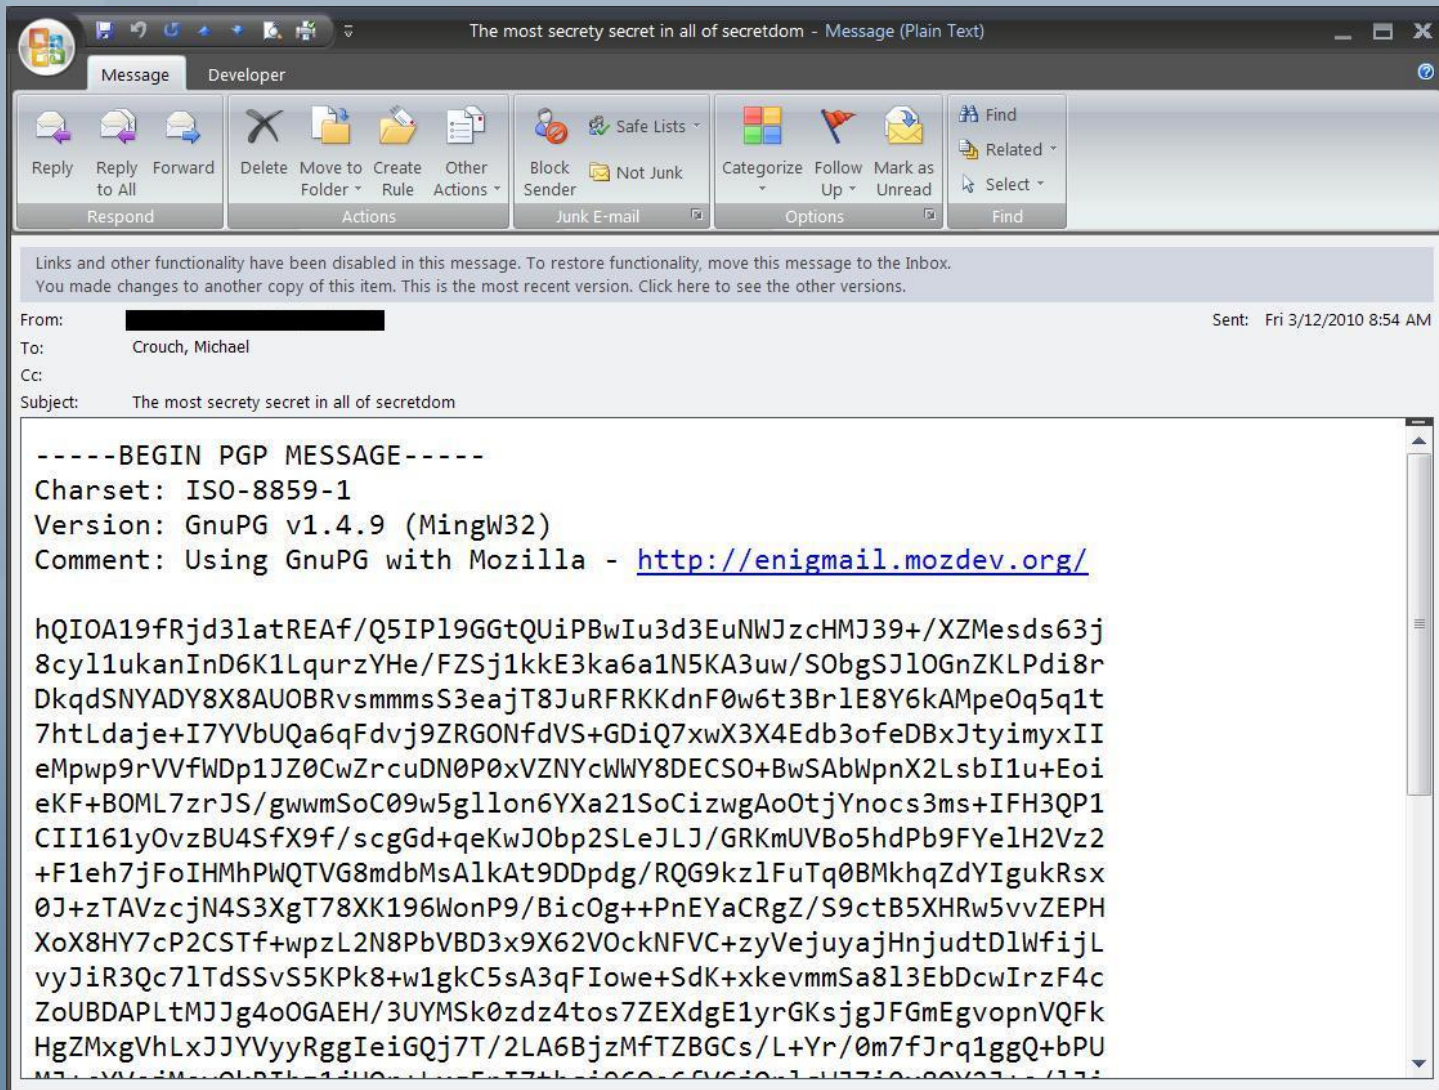 The most secrety secret in all of secretdom - Message (Plain Text)
Message Developer
Reply Reply to All Forward
Delete Move to Folder Create Rule Other Actions
Block Sender Safe Lists Not Junk
Categorize Follow Up Mark as Unread
Find Related Select
Respond Actions Junk E-mail Options Find
Links and other functionality have been disabled in this message. To restore functionality, move this message to the Inbox.
You made changes to another copy of this item. This is the most recent version. Click here to see the other versions.
From: Sent: Fri 3/12/2010 8:54 AM
To: Crouch, Michael
Cc:
Subject: The most secrety secret in all of secretdom
-----BEGIN PGP MESSAGE-----
Charset: ISO-8859-1
Version: GnuPG v1.4.9 (MingW32)
Comment: Using GnuPG with Mozilla - http://enigmail.mozdev.org/
hQIOA19fRjd3latREAf/Q5IPl9GGtQUiPBwIu3d3EuNWJzcHMJ39+/XZMesds63j
8cyl1ukanInD6K1LqurzYHe/FZSj1kkE3ka6a1N5KA3uw/SObgSJlOGnZKLPdi8r
DkqdSNYADY8X8AUOBRvsmmmsS3eajT8JuRFRKKdnF0w6t3BrlE8Y6kAMpeOq5q1t
7htLdaje+I7YVbUQa6qFdvj9ZRGONfdVS+GDiQ7xwX3X4Edb3ofeDBxJtyimyxII
eMpwp9rVVfWDp1JZ0CwZrcuDN0P0xVZNYcWWY8DECSO+BwSAbWpnX2LsbI1u+Eoi
eKF+BOML7zrJS/gwwmSoC09w5gllon6YXa21SoCizwgAoOtjYnocs3ms+IFH3QP1
CII161yOvzBU4SfX9f/scgGd+qeKwJObp2SLeJLJ/GRKmUVBo5hdPb9FYelH2Vz2
+F1eh7jFoIHMhPWQTVG8mdbMsAlkAt9DDpdg/RQG9kzlFuTq0BMkhqZdYIgukRsx
0J+zTAVzcjN4S3XgT78XK196WonP9/BicOg++PnEYaCRgZ/S9ctB5XHRw5vvZEPH
XoX8HY7cP2CSTf+wpzL2N8PbVBD3x9X62VOckNFVC+zyVejuyajHnjudtDlWfijL
vyJiR3Qc7lTdSSvS5KPk8+w1gkC5sA3qFIowe+SdK+xkevmmSa8l3EbDcwIrzF4c
ZoUBDAPLtMJJg4oOGAEH/3UYMSk0zdz4tos7ZEXdgE1yrGKsjgJFGmEgvopnVQFk
HgZMxgVhLxJJYVyyRggIeiGQj7T/2LA6BjzMfTZBGCs/L+Yr/0m7fJrq1ggQ+bPU